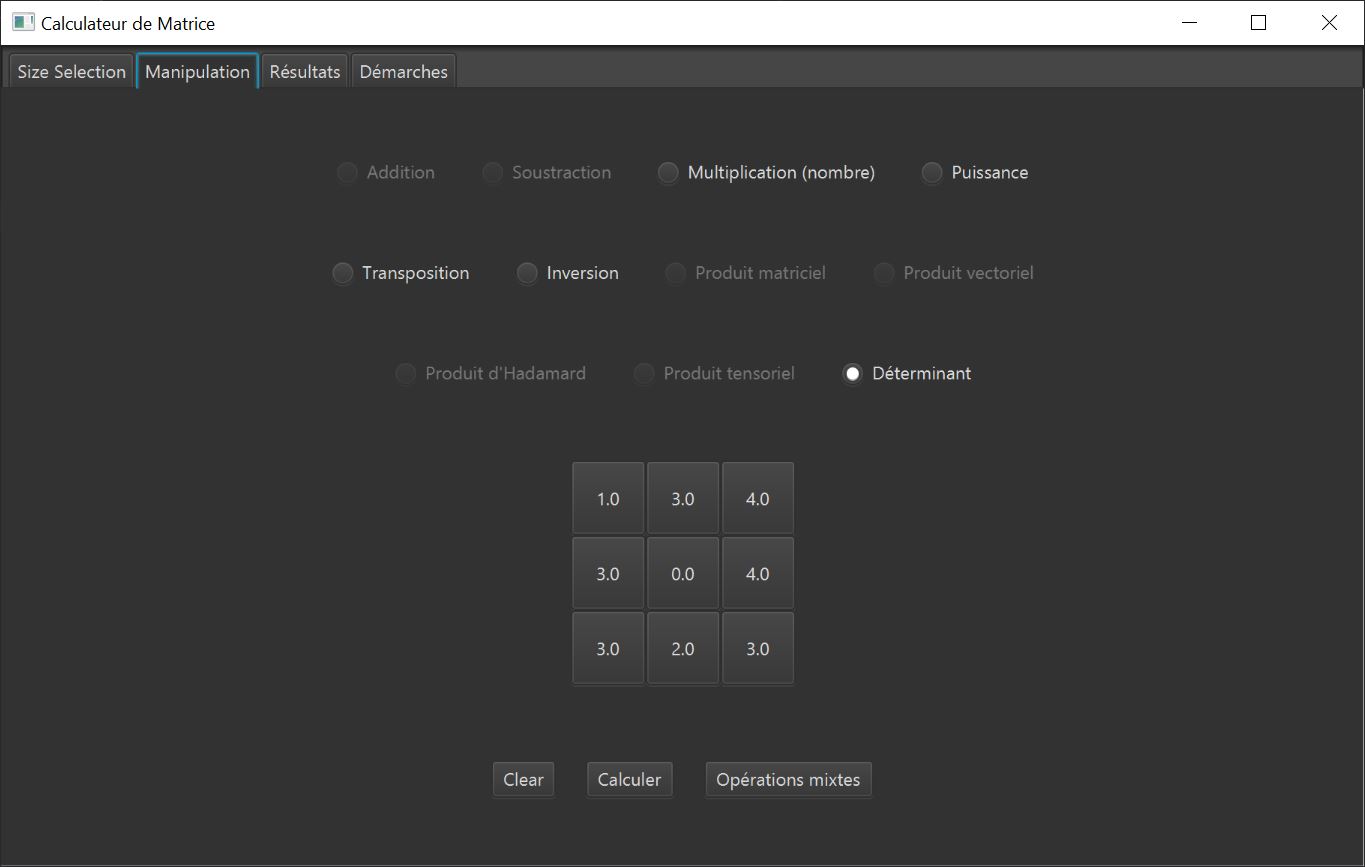 Calculateur de Matrice
Size Selection Manipulation Résultats Démarches
Addition Soustraction Multiplication (nombre) Puissance
Transposition Inversion Produit matriciel Produit vectoriel
Produit d'Hadamard Produit tensoriel Déterminant
1.0 3.0 4.0
3.0 0.0 4.0
3.0 2.0 3.0
Clear Calculer Opérations mixtes